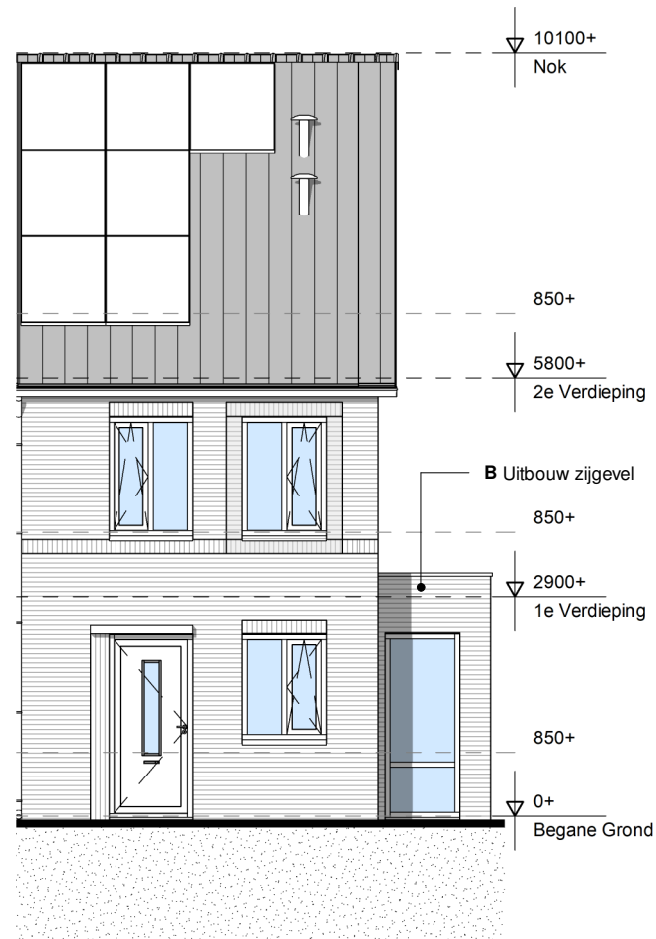 10100+
Nok
850+
5800+
2e Verdieping
B Uitbouw zijgevel
850+
2900+
1e Verdieping
850+
0+
Begane Grond